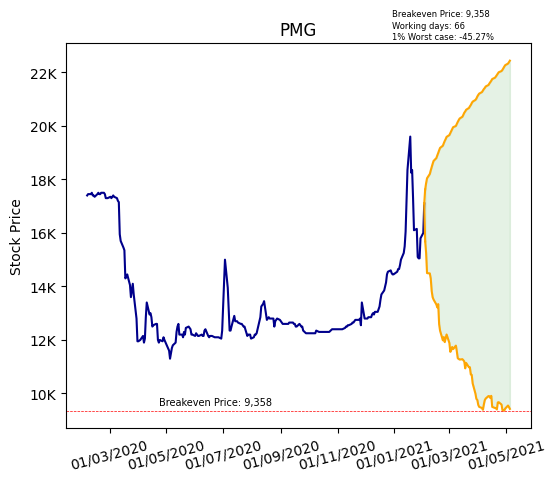 Breakeven Price: 9,358
Working days: 66
1% Worst case: -45.27%
PMG
Stock Price
22K
20K
18K
16K
14K
12K
10K
Breakeven Price: 9,358
01/03/2020
01/05/2020
01/07/2020
01/09/2020
01/11/2020
01/01/2021
01/03/2021
01/05/2021